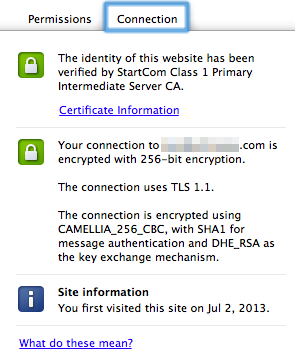 Permissions Connection
The identity of this website has been
verified by StartCom Class 1 Primary
Intermediate Server CA.
Certificate Information
Your connection to .com is
encrypted with 256-bit encryption.
The connection uses TLS 1.1.
The connection is encrypted using
CAMELLIA_256_CBC, with SHA1 for
message authentication and DHE_RSA as
the key exchange mechanism.
Site information
You first visited this site on Jul 2, 2013.
What do these mean?